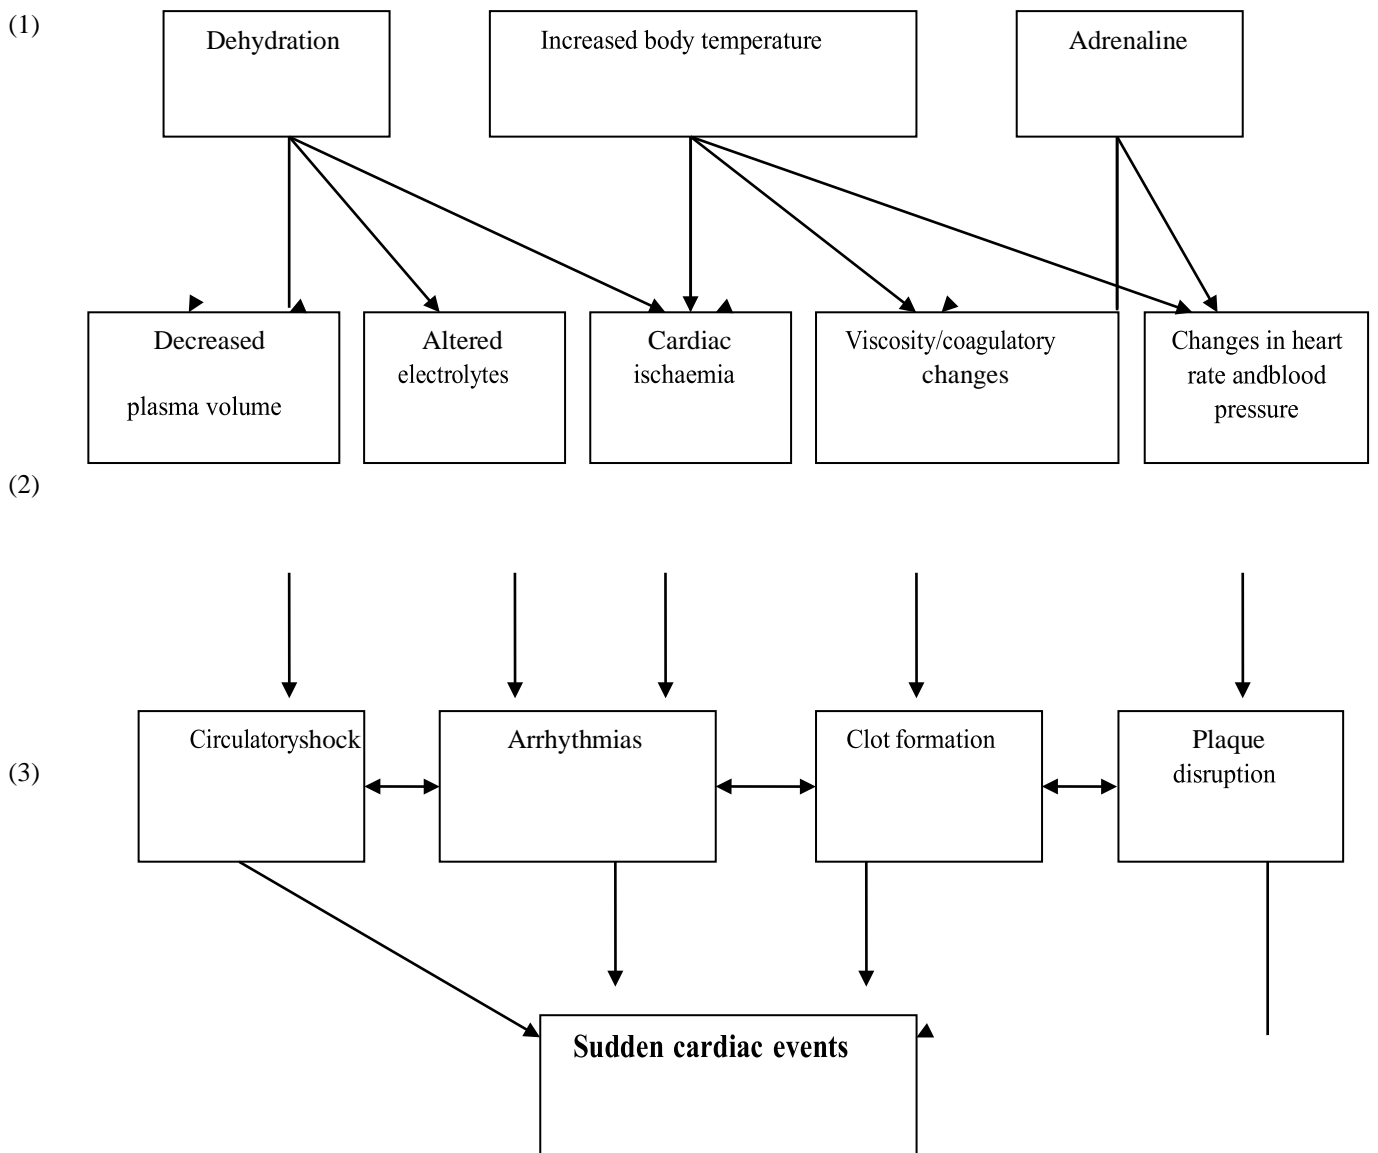 (1)
Dehydration
Increased body temperature
Adrenaline
Decreased
plasma volume
Altered
electrolytes
Cardiac
ischaemia
Viscosity/coagulatory
changes
Changes in heart
rate andblood
pressure
(2)
Circulatoryshock
Arrhythmias
Clot formation
Plaque
disruption
(3)
Sudden cardiac events